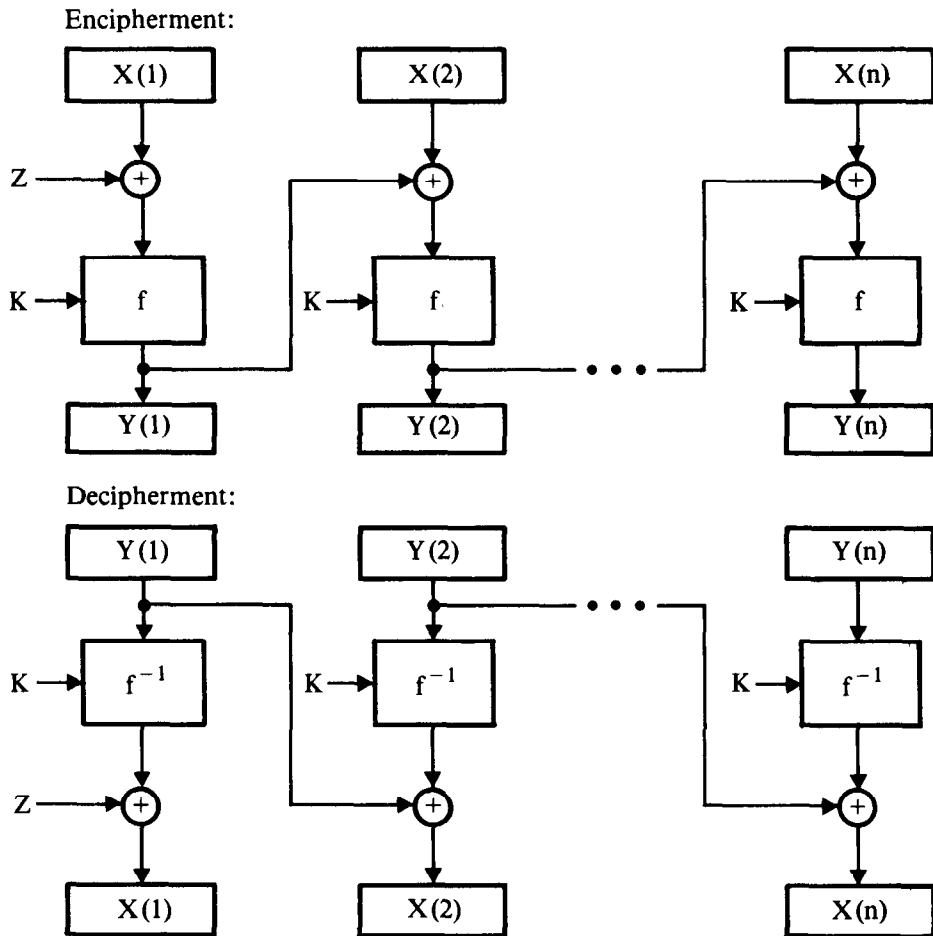 Encipherment:
X(1) X(2) X(n)
Z + + +
K f K f K f
Y(1) Y(2) • • • Y(n)
Decipherment:
Y(1) Y(2) • • • Y(n)
K f⁻¹ K f⁻¹ K f⁻¹
Z + + +
X(1) X(2) X(n)